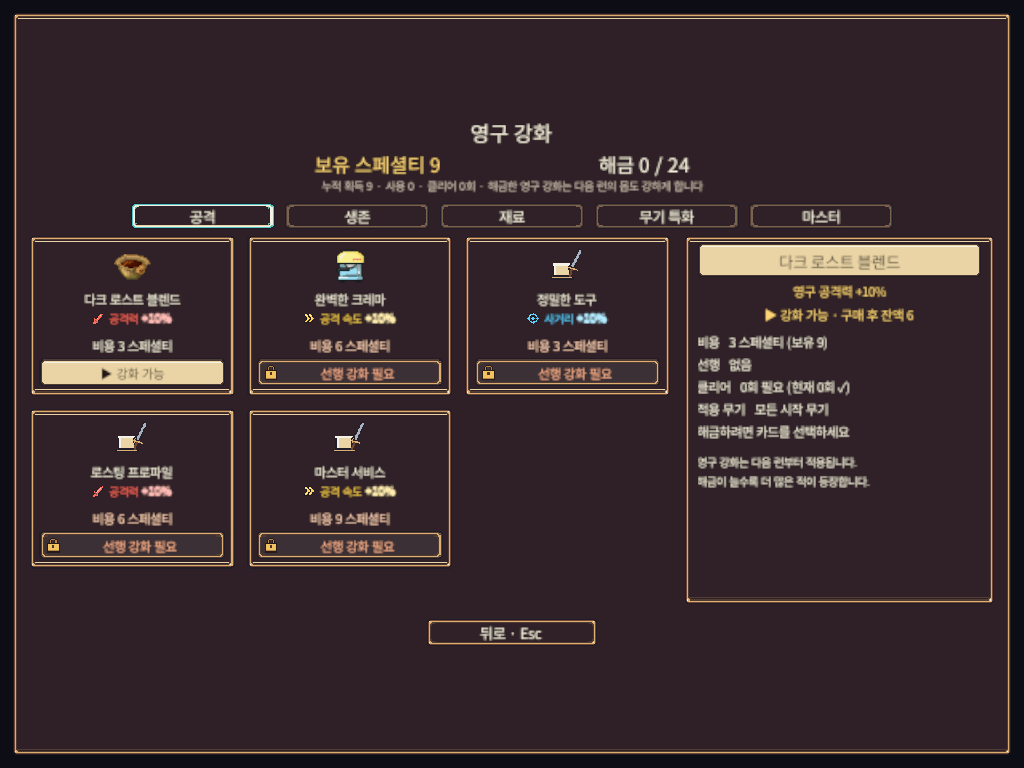 영구 강화
보유 스페셜티 9
해금 0 / 24
누적 획득 9 · 사용 0 · 클리어 0회 · 해금한 영구 강화는 다음 런의 몹도 강하게 합니다
공격
생존
재료
무기 특화
마스터
다크 로스트 블렌드
공격력 +10%
비용 3 스페셜티
▶ 강화 가능
완벽한 크레마
공격 속도 +10%
비용 6 스페셜티
선행 강화 필요
정밀한 도구
사거리 +10%
비용 3 스페셜티
선행 강화 필요
로스팅 프로파일
공격력 +10%
비용 6 스페셜티
선행 강화 필요
마스터 서비스
공격 속도 +10%
비용 9 스페셜티
선행 강화 필요
다크 로스트 블렌드
영구 공격력 +10%
▶ 강화 가능 · 구매 후 잔액 6
비용 3 스페셜티 (보유 9)
선행 없음
클리어 0회 필요 (현재 0회 ✓)
적용 무기 모든 시작 무기
해금하려면 카드를 선택하세요
영구 강화는 다음 런부터 적용됩니다.
해금이 늘수록 더 많은 적이 등장합니다.
뒤로 · Esc